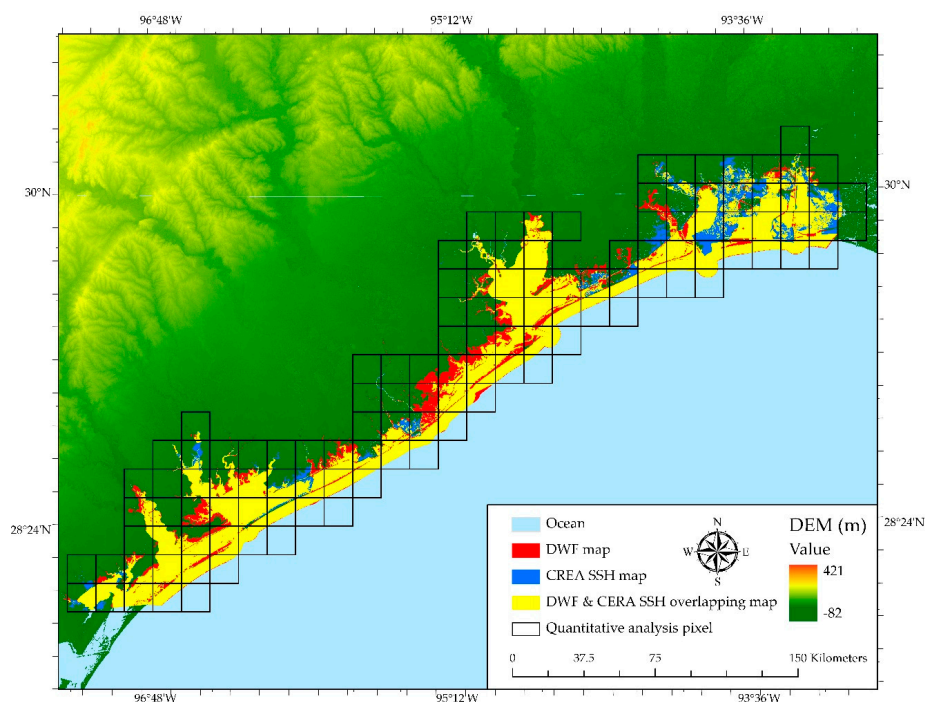 96°48'W 95°12'W 93°36'W
30°N 30°N
28°24'N 28°24'N
Ocean
DWF map
CREA SSH map
DWF & CERA SSH overlapping map
Quantitative analysis pixel
N
W E
S
DEM (m)
Value
421
-82
0 37.5 75 150 Kilometers
96°48'W 95°12'W 93°36'W